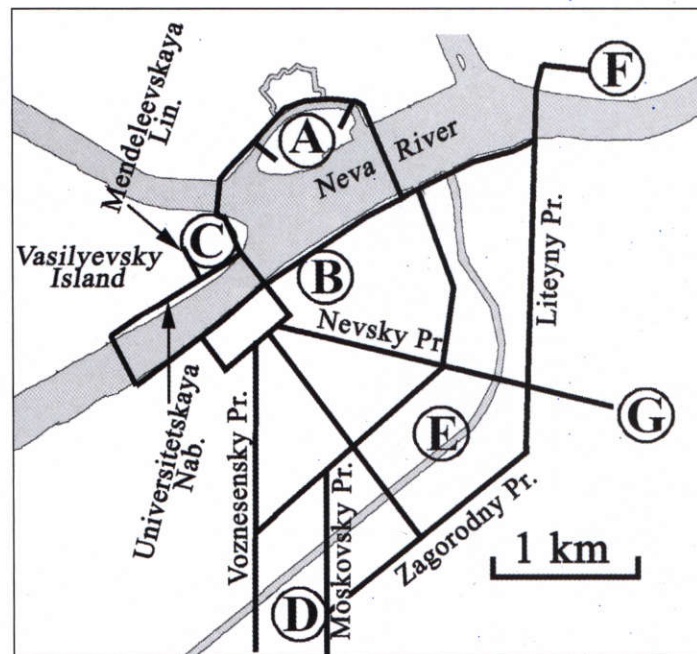 Mendeleevskaya
Lin.
F
A
Neva River
C
Vasilyevsky
Island
B
Liteyny Pr.
Nevsky Pr
G
E
Universitetskaya
Nab.
Voznesensky Pr.
Moskovsky Pr.
Zagorodny Pr.
1 km
D